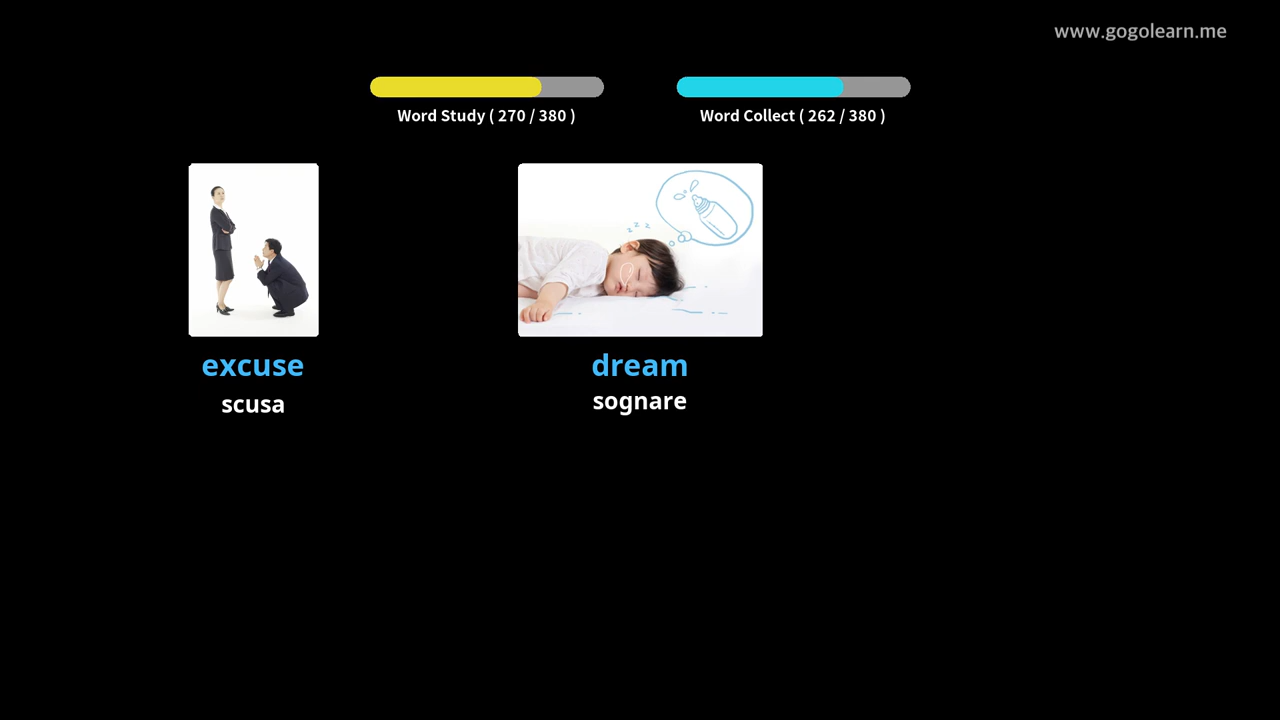 www.gogolearn.me
Word Study ( 270 / 380 )
Word Collect ( 262 / 380 )
z z z
excuse
scusa
dream
sognare